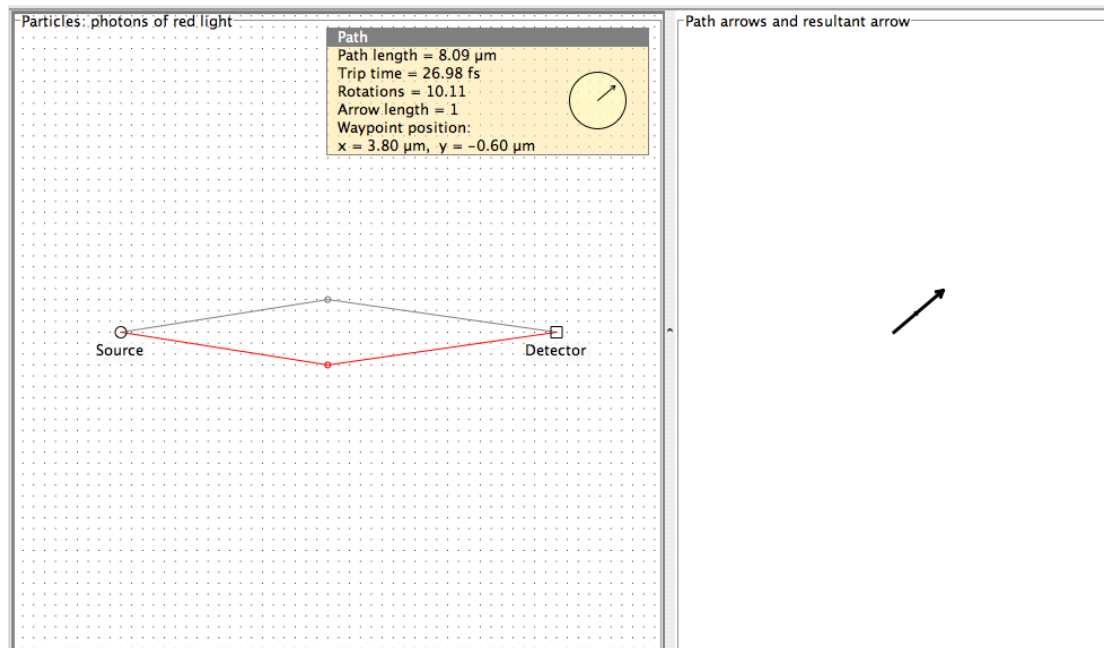 Particles: photons of red light
Path
Path length = 8.09 µm
Trip time = 26.98 fs
Rotations = 10.11
Arrow length = 1
Waypoint position:
x = 3.80 µm, y = −0.60 µm
Source
Detector
Path arrows and resultant arrow